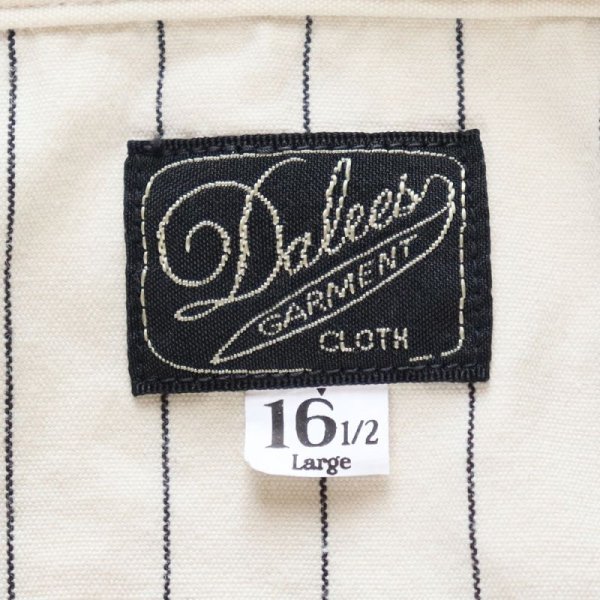 Dalee's
GARMENT
CLOTH
16 1/2
Large